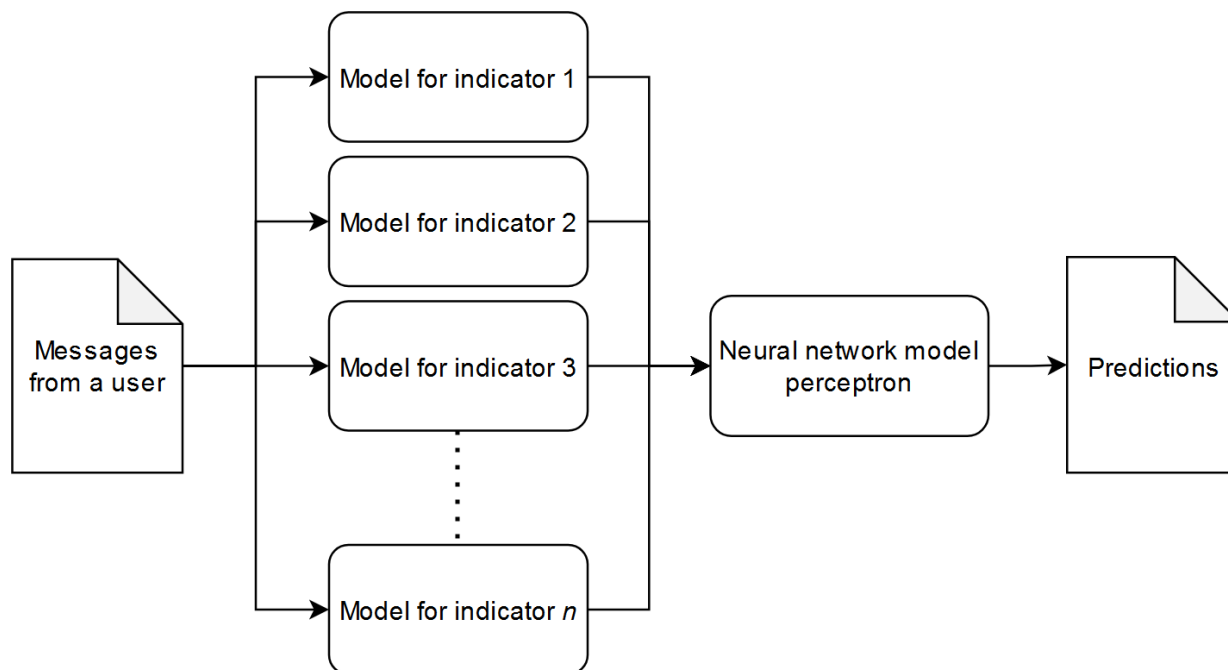 Model for indicator 1
Model for indicator 2
Messages
from a user
Model for indicator 3
Neural network model
perceptron
Predictions
Model for indicator n